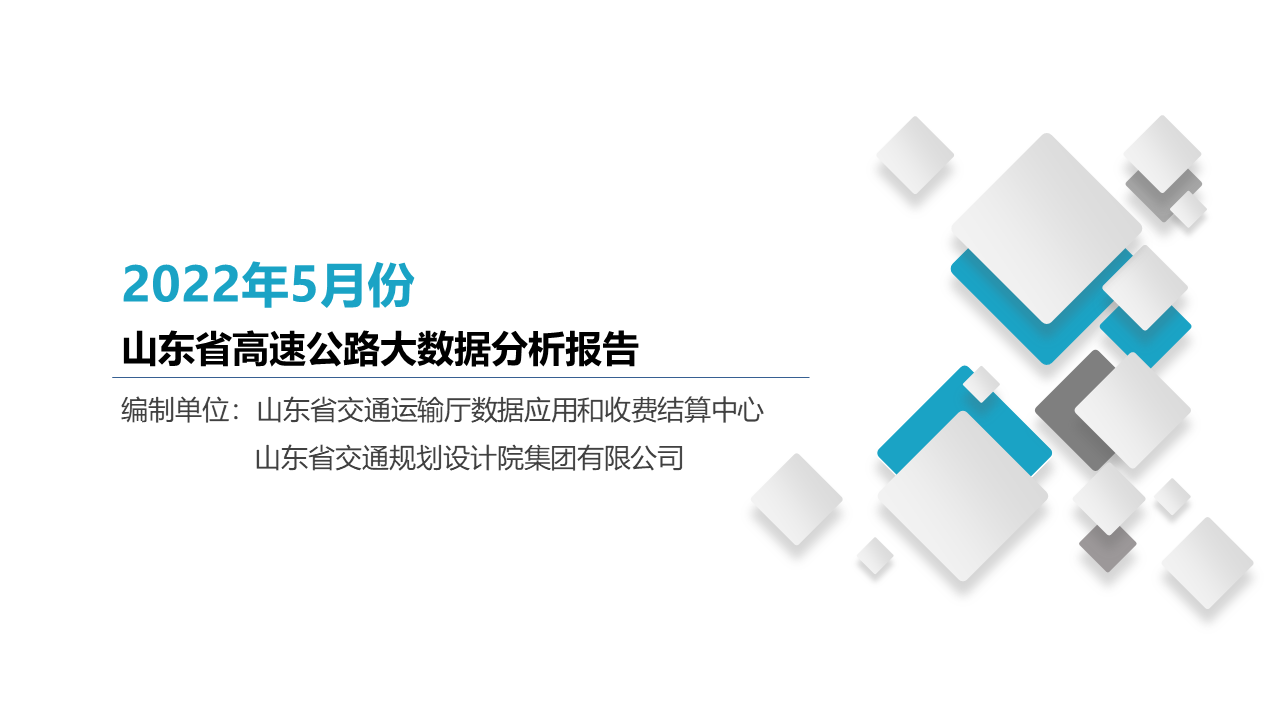 2022年5月份
山东省高速公路大数据分析报告
编制单位：山东省交通运输厅数据应用和收费结算中心
山东省交通规划设计院集团有限公司